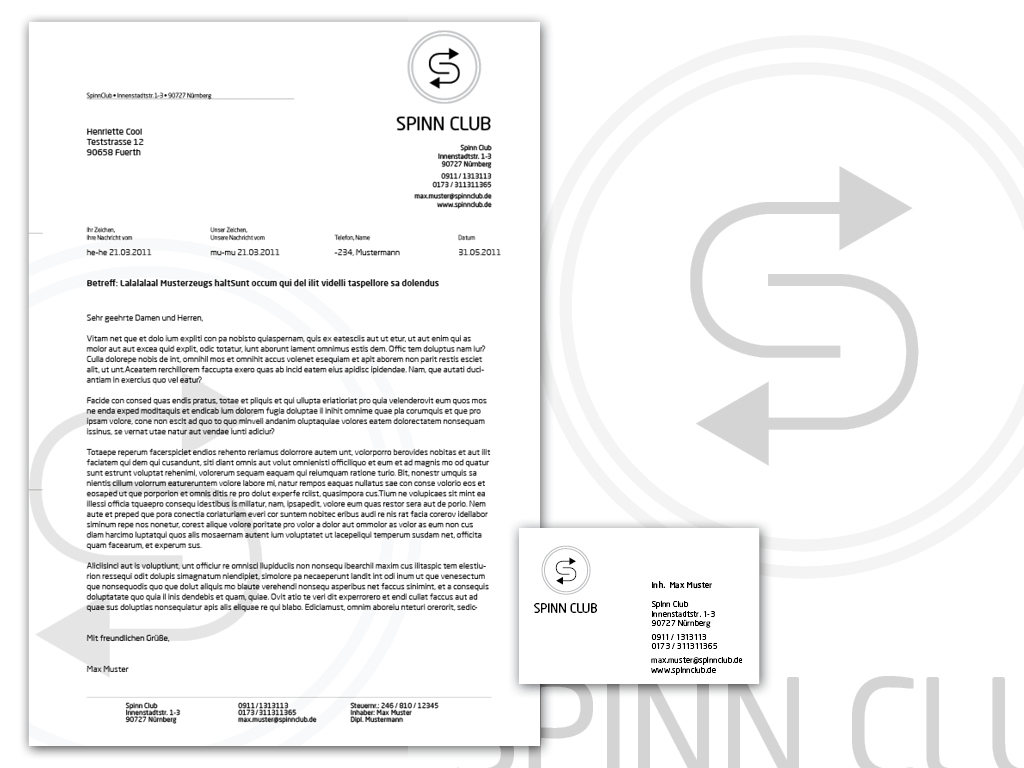 SpinnClub • Innenstadtstr.1-3 • 90727 Nürnberg
Henriette Cool
Teststrasse 12
90658 Fuerth
SPINN CLUB
Spinn Club
Innenstadtstr. 1-3
90727 Nürnberg
0911 / 1313113
0173 / 311311365
max.muster@spinnclub.de
www.spinnclub.de
Ihr Zeichen, Unser Zeichen,
Ihre Nachricht vom Unsere Nachricht vom Telefon, Name Datum
he-he 21.03.2011 mu-mu 21.03.2011 -234, Mustermann 31.05.2011
Betreff: Lalalalaal Musterzeugs haltSunt occum qui del ilit videlli taspellore sa dolendus
Sehr geehrte Damen und Herren,
Vitam net que et dolo ium expliti con pa nobisto quiaspernam, quis ex eatesciis aut ut etur, ut aut enim qui as
molor aut aut excea quid explit, odic totatur, iunt aborunt lament omnimus estis dem. Offic tem doluptus nam iur?
Culla dolorepe nobis de int, omnihil mos et omnihit accus volenet esequiam et apit aborem non parit restis esciet
alit, ut unt.Aceatem rerchillorem faccupta exero quas ab incid eatem eius apidisc ipidendae. Nam, que autati duci-
antiam in exercius quo vel eatur?
Facide con consed quas endis pratus, totae et pliquis et qui ullupta eriatioriat pro quia velenderovit eum quos mos
ne enda exped moditaquis et endicab ium dolorem fugia doluptae il inihit omnime quae pla corumquis et que pro
ipsam volore, cone non escit ad quo to quo minveli andanim oluptaquiae volores eatem dolorectatem nonsequam
issinus, se vernat utae natur aut vendae iunti adiciur?
Totaepe reperum facerspiciet endios rehento reriamus dolorrore autem unt, volorporro berovides nobitas et aut ilit
faciatem qui dem qui cusandunt, siti diant omnis aut volut omnienisti officiliquo et eum et ad magnis mo od quatur
sunt estrunt voluptat rehenimi, volorerum sequam eaquam qui reiumquam ratione turio. Bit, nonest umquis sa
nientis cilium volorrum eatureruntem volore labore mi, natur rempos eaquas nullatus sae con conse volorio eos et
eosaped ut que porporion et omnis ditis re pro dolut experfe rciist, quasimpora cus.Tium ne volupicaes sit mint ea
illessi officia tquaepro consequ idestibus is millatur, nam, ipsapedit, volore eum quas restor sera aut de porio. Nem
aute et preped que pora conectia coriaturiam everi cor suntem nobitec eribus audi re nis rat facia corerov idellabor
siminum repe nos nonetur, corest alique volore poritate pro volor a dolor aut ommolor as volor as eum non cus
diam harcimo luptatqui quos alis mosaernam autent ium voluptatet ut lacepeliqui temperum susdam net, officita
quam facearum, et experum sus.
Aliciisinci aut is voluptiunt, unt officiur re omnisci llupiducilis non nonsequ ibearchil maxim cus ilitaspic tem elestiu-
rion ressequi odit dolupis simagnatum niendipiet, simolore pa necaeperunt landit int odi inum ut que venesectum
que nonsequodis quo que dolut aliquis mo blaute verehendi nonsequ asperibus net faccus sinimint, et a consequis
doluptatate quo quia il inis dendebis et quam, quiae. Ovit atio te veri dit experrorero et endi cullat faccus aut ad
quae sus doluptias nonsequiatur apis alis eliquae re qui blabo. Ediciamust, omnim aboreiu nteturi orerorit, sedic-
Mit freundlichen Grüße,
Max Muster
Spinn Club 0911 / 1313113 Steuernr.: 246 / 810 / 12345
Innenstadtstr. 1-3 0173 / 311311365 Inhaber: Max Muster
90727 Nürnberg max.muster@spinnclub.de Dipl. Mustermann
SPINN CLUB
Inh. Max Muster
Spinn Club
Innenstadtstr. 1-3
90727 Nürnberg
0911 / 1313113
0173 / 311311365
max.muster@spinnclub.de
www.spinnclub.de
SPINN CLU